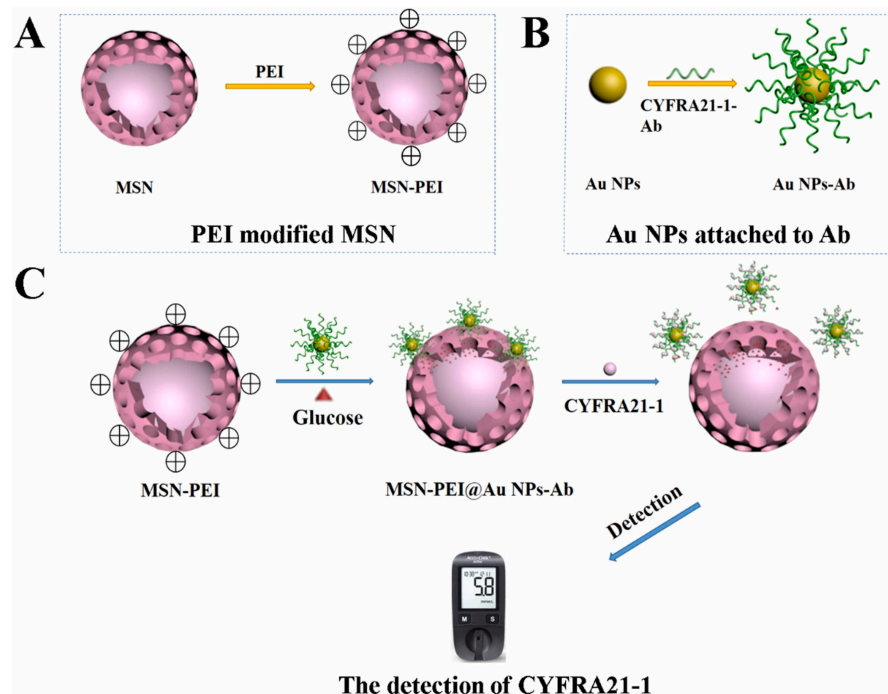 A
PEI
MSN
MSN-PEI
PEI modified MSN
B
CYFRA21-1-
Ab
Au NPs
Au NPs-Ab
Au NPs attached to Ab
C
Glucose
CYFRA21-1
MSN-PEI
MSN-PEI@Au NPs-Ab
Detection
5.8
M
S
The detection of CYFRA21-1